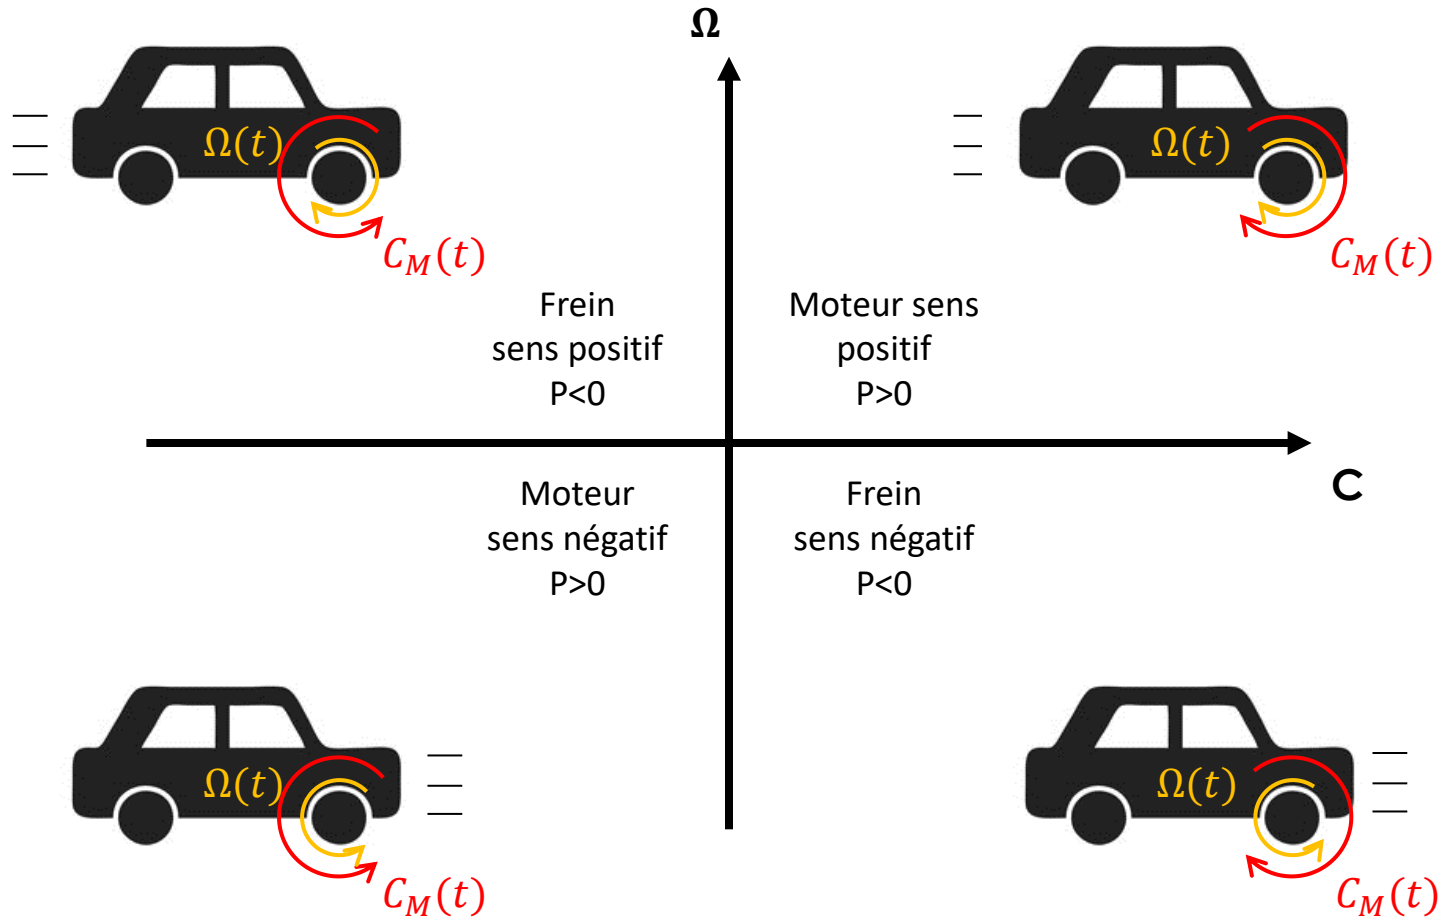 Ω
Ω(t)
C_M(t)
Ω(t)
C_M(t)
Frein
sens positif
P<0
Moteur sens
positif
P>0
C
Moteur
sens négatif
P>0
Frein
sens négatif
P<0
Ω(t)
C_M(t)
Ω(t)
C_M(t)